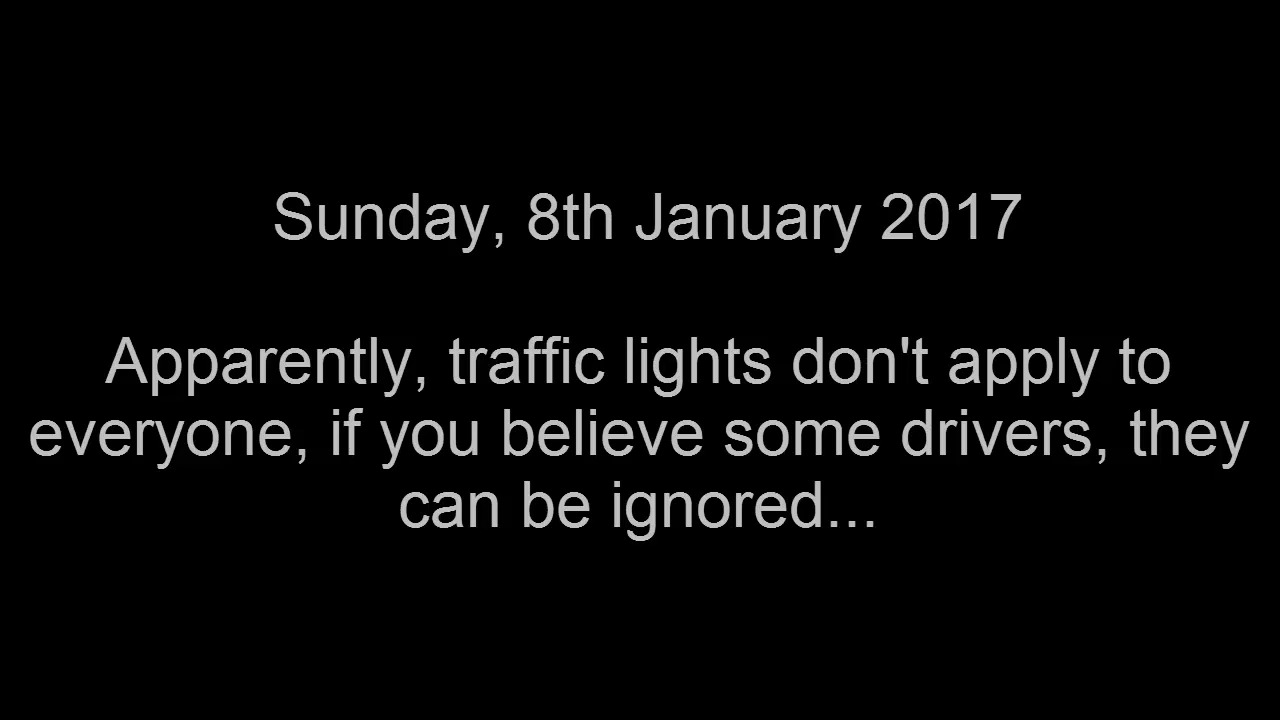 Sunday, 8th January 2017
Apparently, traffic lights don't apply to
everyone, if you believe some drivers, they
can be ignored...